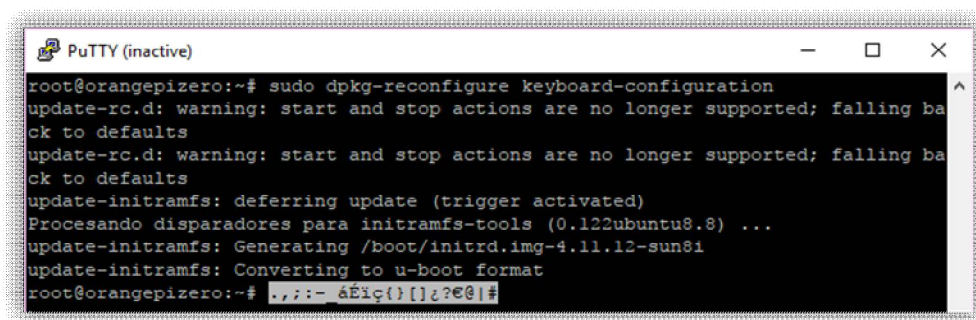 PuTTY (inactive)
root@orangepizero:~# sudo dpkg-reconfigure keyboard-configuration
update-rc.d: warning: start and stop actions are no longer supported; falling ba
ck to defaults
update-rc.d: warning: start and stop actions are no longer supported; falling ba
ck to defaults
update-initramfs: deferring update (trigger activated)
Procesando disparadores para initramfs-tools (0.122ubuntu8.8) ...
update-initramfs: Generating /boot/initrd.img-4.11.12-sun8i
update-initramfs: Converting to u-boot format
root@orangepizero:~# .,;:-_áÉïç{}[]¿?€@|#